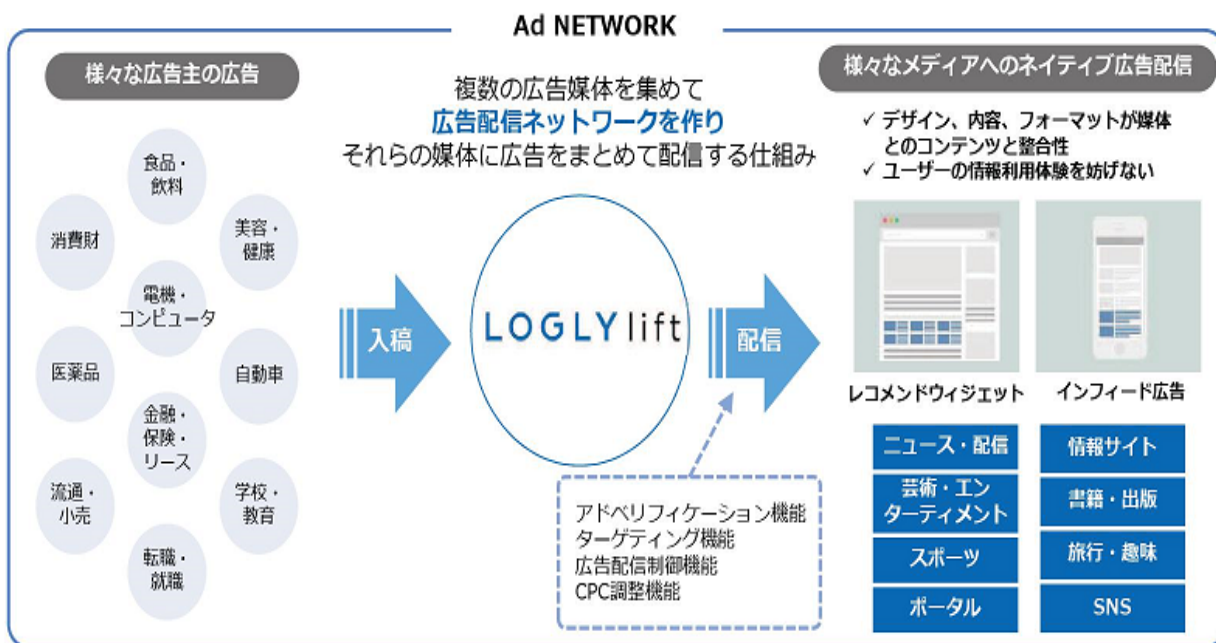 Ad NETWORK
様々な広告主の広告
食品・
飲料
消費財
美容・
健康
電機・
コンピュータ
医薬品
自動車
金融・
保険・
リース
流通・
小売
学校・
教育
転職・
就職
複数の広告媒体を集めて
広告配信ネットワークを作り
それらの媒体に広告をまとめて配信する仕組み
入稿
LOGLY lift
配信
アドベリフィケーション機能
ターゲティング機能
広告配信制御機能
CPC調整機能
様々なメディアへのネイティブ広告配信
✓ デザイン、内容、フォーマットが媒体
とのコンテンツと整合性
✓ ユーザーの情報利用体験を妨げない
レコメンドウィジェット
インフィード広告
ニュース・配信
情報サイト
芸術・エン
ターティメント
書籍・出版
スポーツ
旅行・趣味
ポータル
SNS